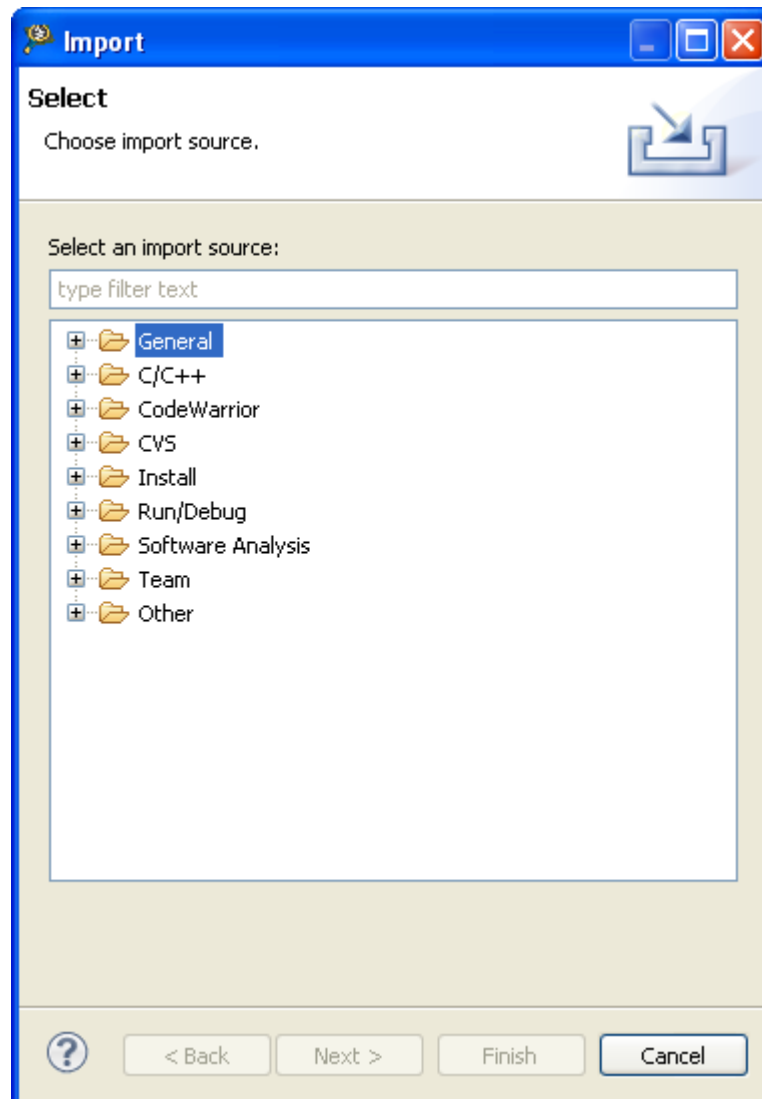 Import
Select
Choose import source.
Select an import source:
type filter text
General
C/C++
CodeWarrior
CVS
Install
Run/Debug
Software Analysis
Team
Other
? < Back Next > Finish Cancel